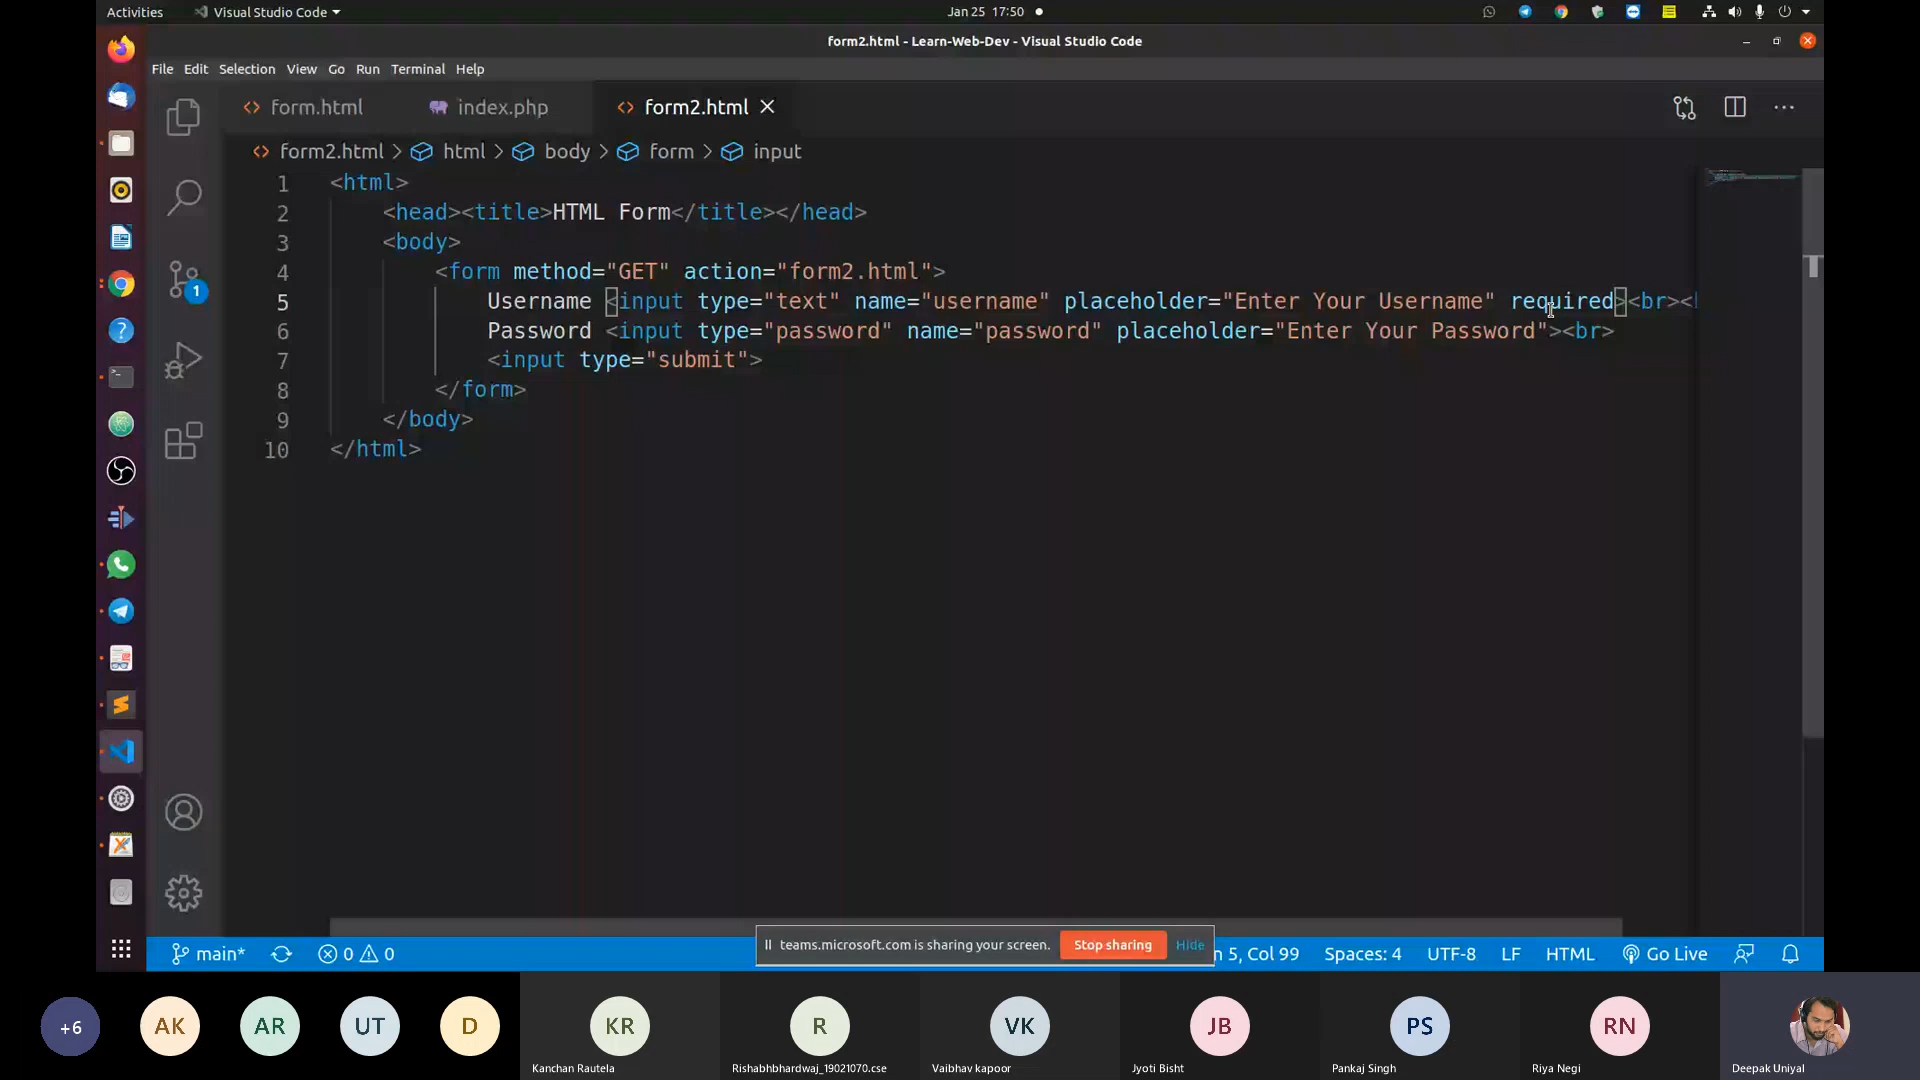 Activities Visual Studio Code Jan 25 17:50
form2.html - Learn-Web-Dev - Visual Studio Code
File Edit Selection View Go Run Terminal Help
form.html index.php form2.html
form2.html > html > body > form > input
1 <html>
2 <head><title>HTML Form</title></head>
3 <body>
4 <form method="GET" action="form2.html">
5 Username <input type="text" name="username" placeholder="Enter Your Username" required><br><
6 Password <input type="password" name="password" placeholder="Enter Your Password"><br>
7 <input type="submit">
8 </form>
9 </body>
10 </html>
1
main* 0 0
teams.microsoft.com is sharing your screen. Stop sharing Hide
n 5, Col 99 Spaces: 4 UTF-8 LF HTML Go Live
+6 AK AR UT D KR R VK JB PS RN
Kanchan Rautela Rishabhbhardwaj_19021070.cse Vaibhav kapoor Jyoti Bisht Pankaj Singh Riya Negi Deepak Uniyal